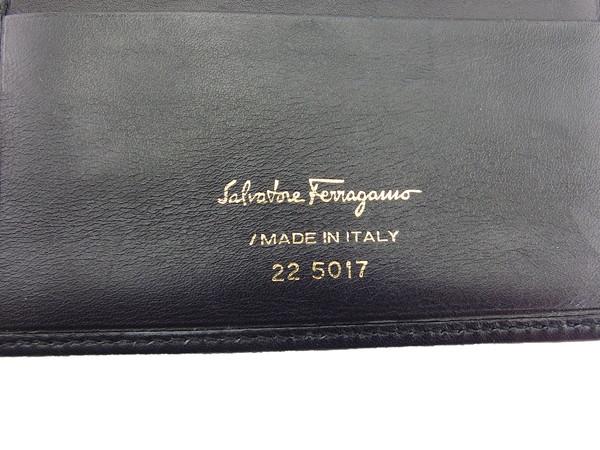 Salvatore Ferragamo
/ MADE IN ITALY
22 5017